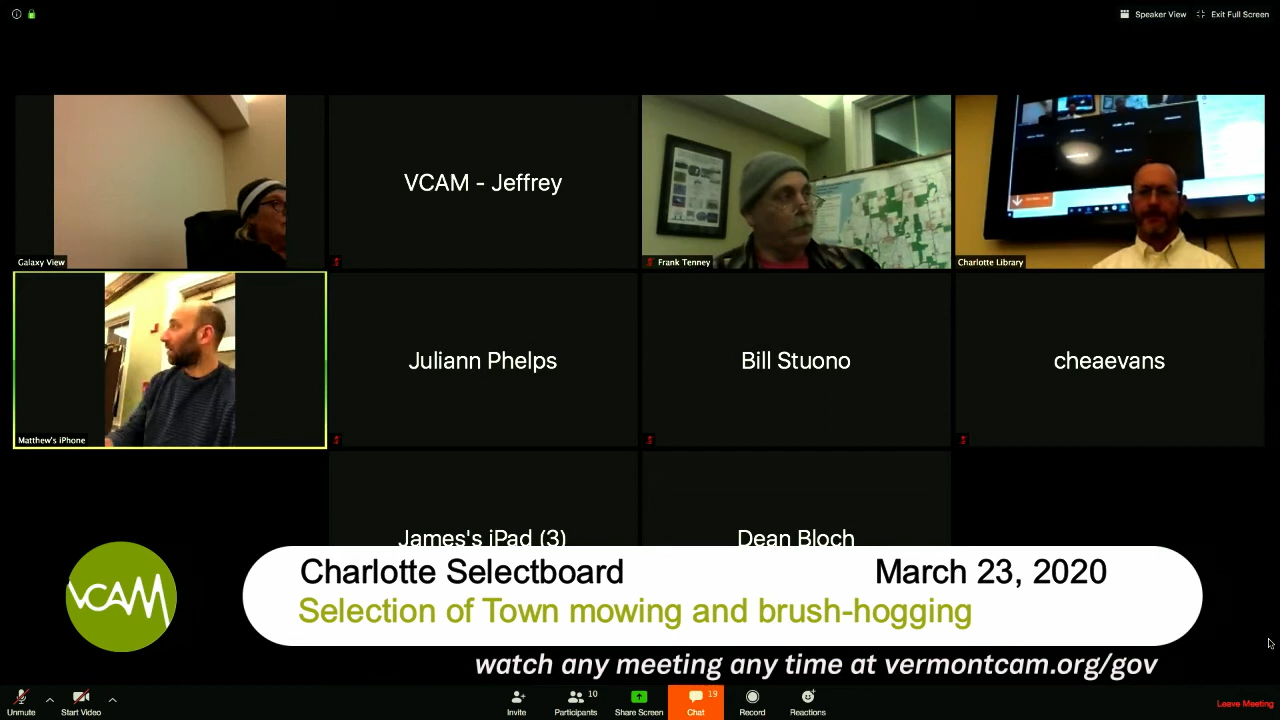 Speaker View
Exit Full Screen
VCAM - Jeffrey
Galaxy View
Frank Tenney
Charlotte Library
Juliann Phelps
Bill Stuono
cheaevans
Matthew's iPhone
James's iPad (3)
Dean Bloch
VCAM
Charlotte Selectboard
March 23, 2020
Selection of Town mowing and brush-hogging
watch any meeting any time at vermontcam.org/gov
Unmute
Start Video
Invite
Participants 10
Share Screen
Chat 19
Record
Reactions
Leave Meeting